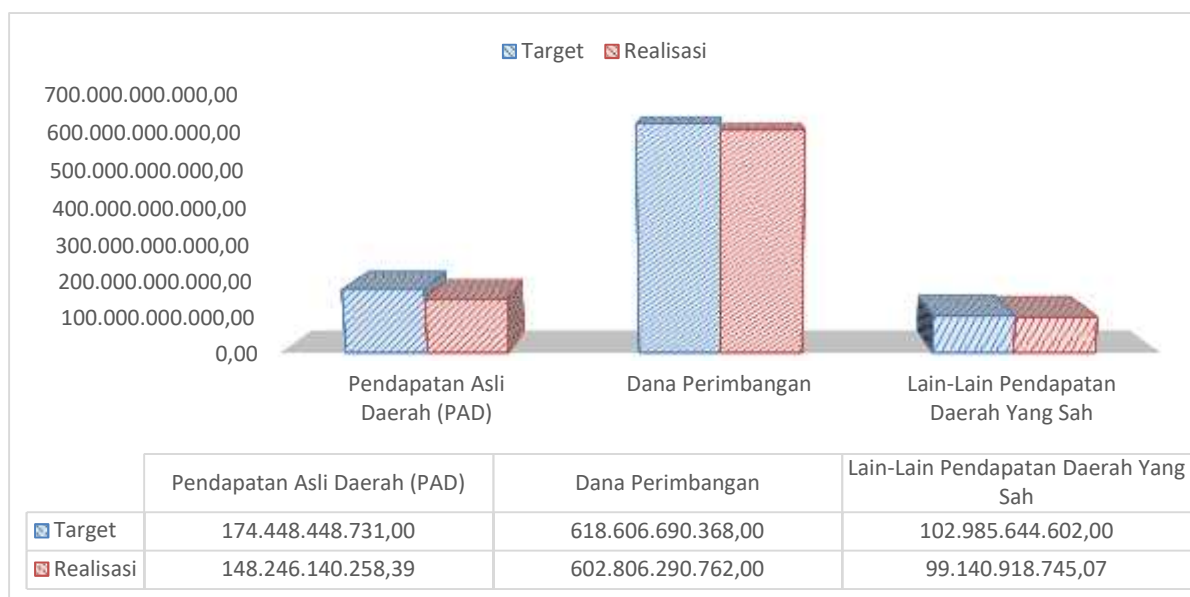 Target Realisasi
700.000.000.000,00
600.000.000.000,00
500.000.000.000,00
400.000.000.000,00
300.000.000.000,00
200.000.000.000,00
100.000.000.000,00
0,00
Pendapatan Asli
Daerah (PAD)
Dana Perimbangan
Lain-Lain Pendapatan
Daerah Yang Sah
Pendapatan Asli Daerah (PAD) Dana Perimbangan Lain-Lain Pendapatan Daerah Yang
Sah
Target 174.448.448.731,00 618.606.690.368,00 102.985.644.602,00
Realisasi 148.246.140.258,39 602.806.290.762,00 99.140.918.745,07